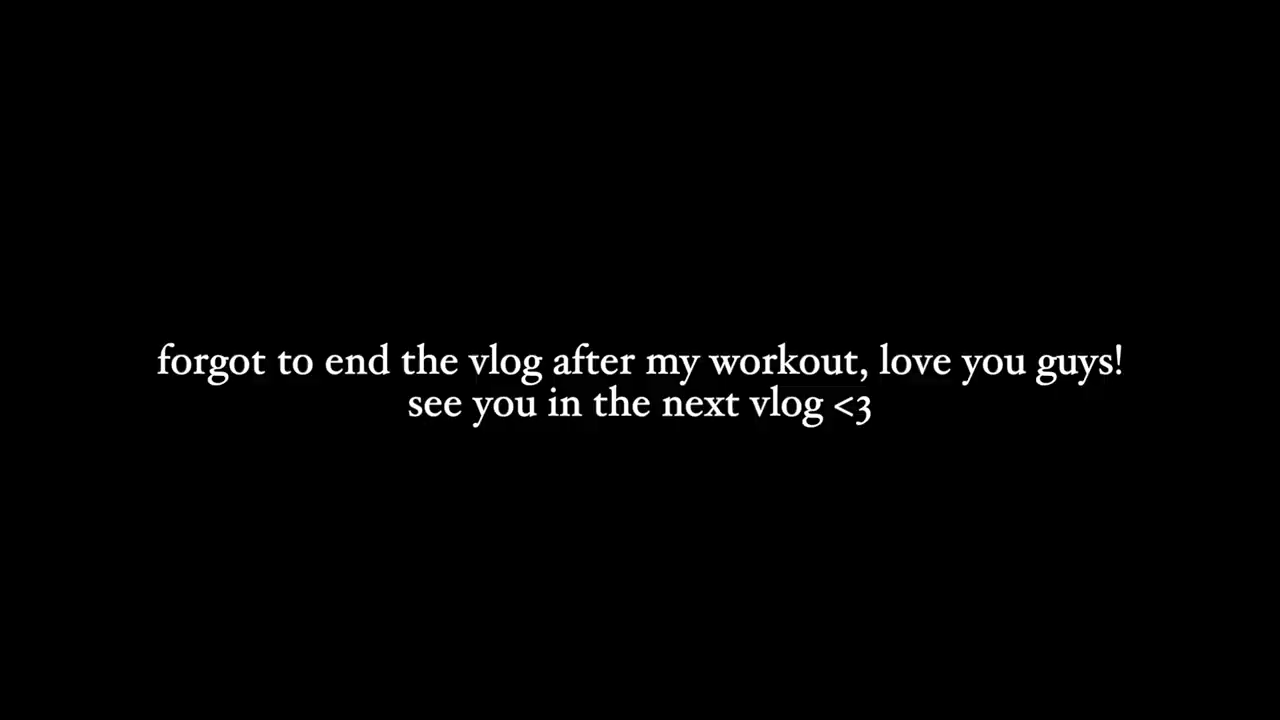 forgot to end the vlog after my workout, love you guys!
see you in the next vlog <3